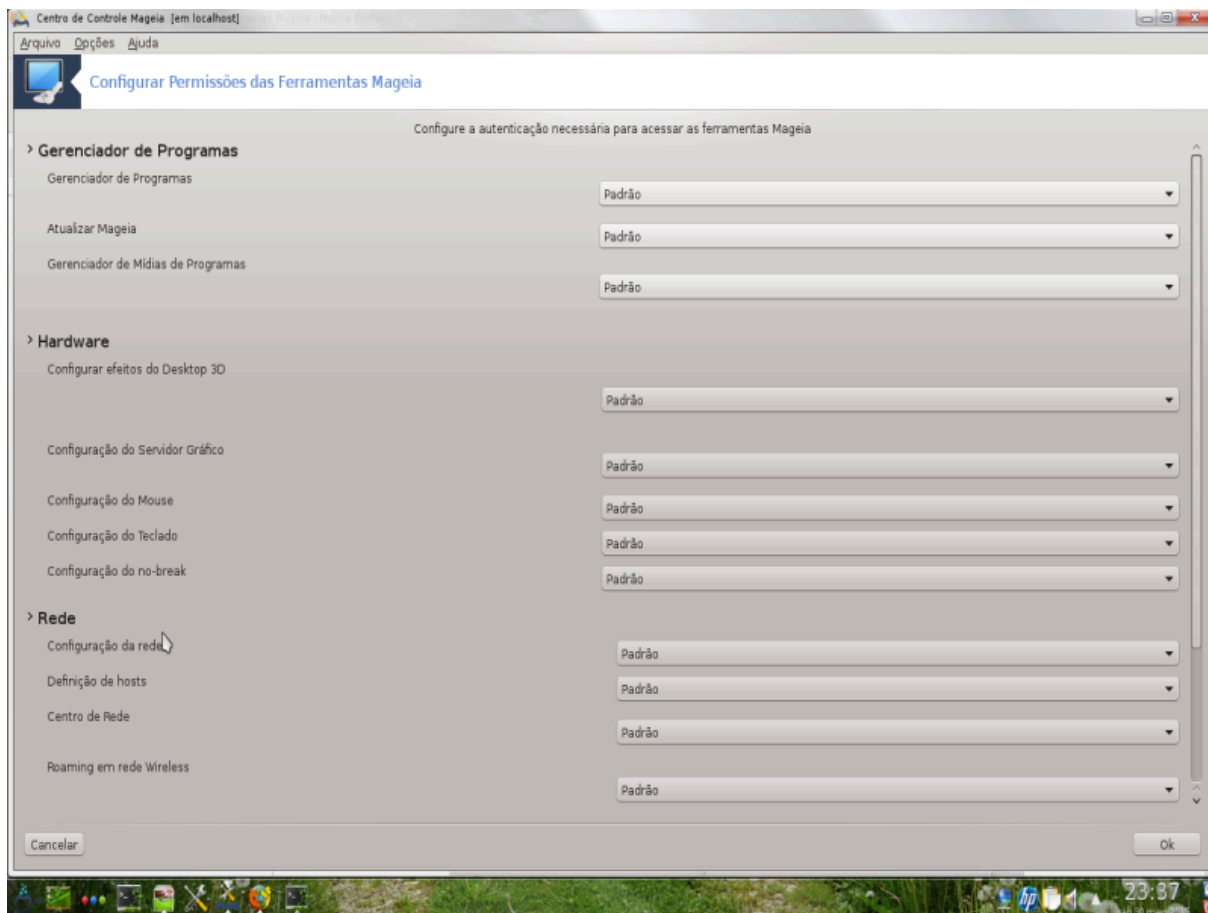 Centro de Controle Mageia [em localhost]
Arquivo Opções Ajuda
Configurar Permissões das Ferramentas Mageia
Configure a autenticação necessária para acessar as ferramentas Mageia
Gerenciador de Programas
Gerenciador de Programas
Padrão
Atualizar Mageia
Padrão
Gerenciador de Mídias de Programas
Padrão
Hardware
Configurar efeitos do Desktop 3D
Padrão
Configuração do Servidor Gráfico
Padrão
Configuração do Mouse
Padrão
Configuração do Teclado
Padrão
Configuração do no-break
Padrão
Rede
Configuração da rede
Padrão
Definição de hosts
Padrão
Centro de Rede
Padrão
Roaming em rede Wireless
Padrão
Cancelar Ok
hp 23:37